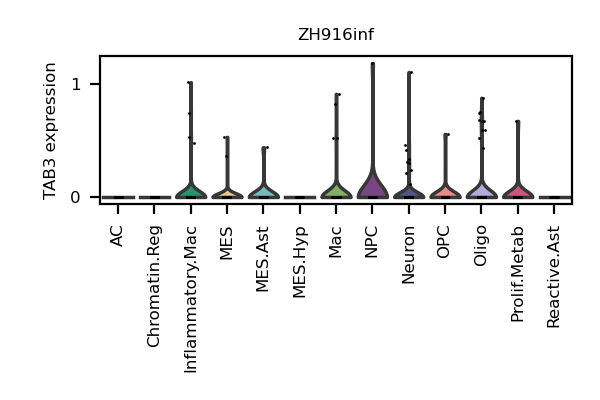 ZH916inf
TAB3 expression
1
0
AC
Chromatin.Reg
Inflammatory.Mac
MES
MES.Ast
MES.Hyp
Mac
NPC
Neuron
OPC
Oligo
Prolif.Metab
Reactive.Ast